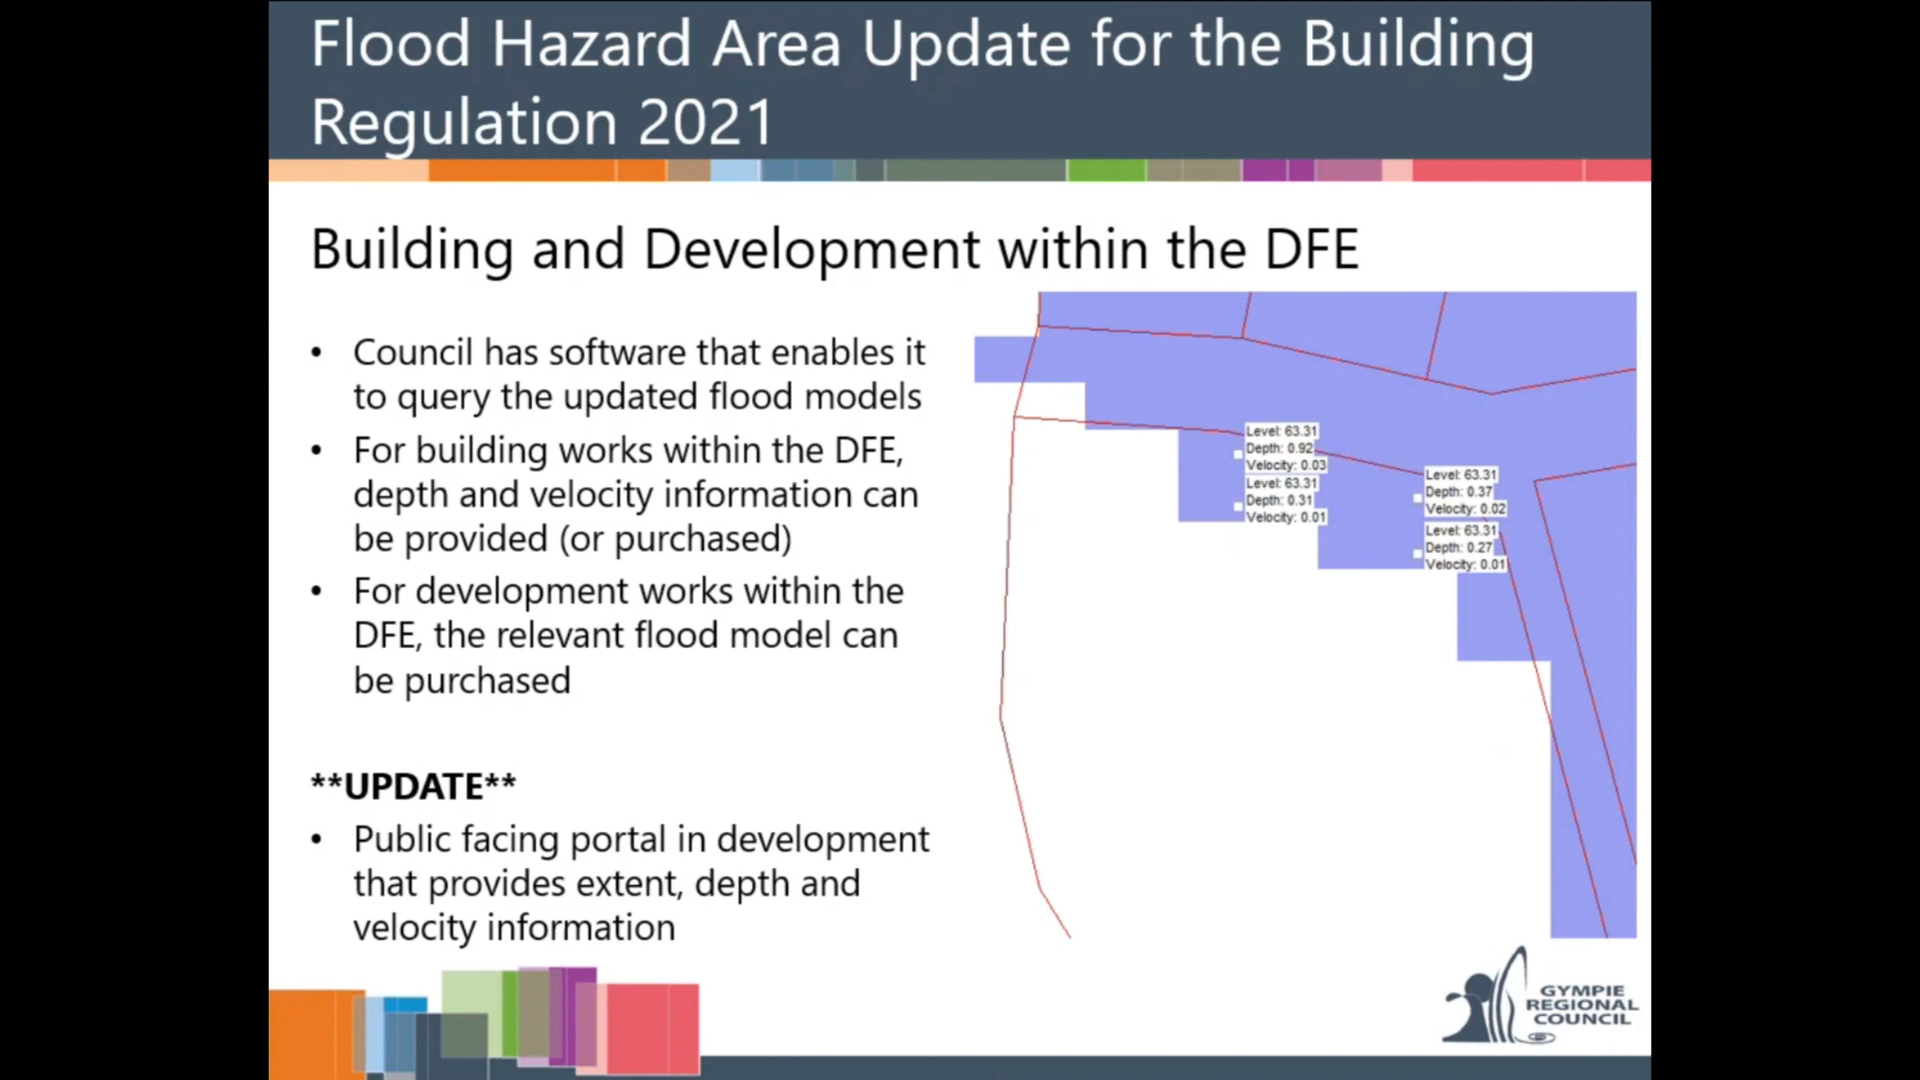 Flood Hazard Area Update for the Building
Regulation 2021
Building and Development within the DFE
• Council has software that enables it
to query the updated flood models
• For building works within the DFE,
depth and velocity information can
be provided (or purchased)
• For development works within the
DFE, the relevant flood model can
be purchased
**UPDATE**
• Public facing portal in development
that provides extent, depth and
velocity information
Level: 63.31
Depth: 0.92
Velocity: 0.03
Level: 63.31
Depth: 0.31
Velocity: 0.01
Level: 63.31
Depth: 0.37
Velocity: 0.02
Level: 63.31
Depth: 0.27
Velocity: 0.01
GYMPIE
REGIONAL
COUNCIL